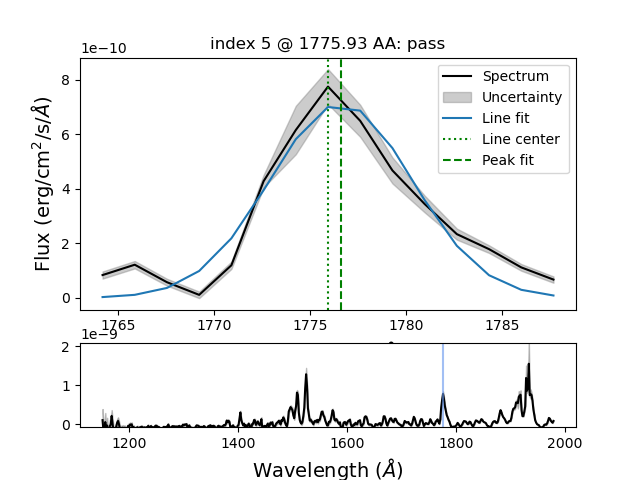 index 5 @ 1775.93 AA: pass
1e−10
Flux (erg/cm²/s/Å)
8
6
4
2
0
Spectrum
Uncertainty
Line fit
Line center
Peak fit
1765 1770 1775 1780 1785
1e−9
2
1
0
1200 1400 1600 1800 2000
Wavelength (Å)